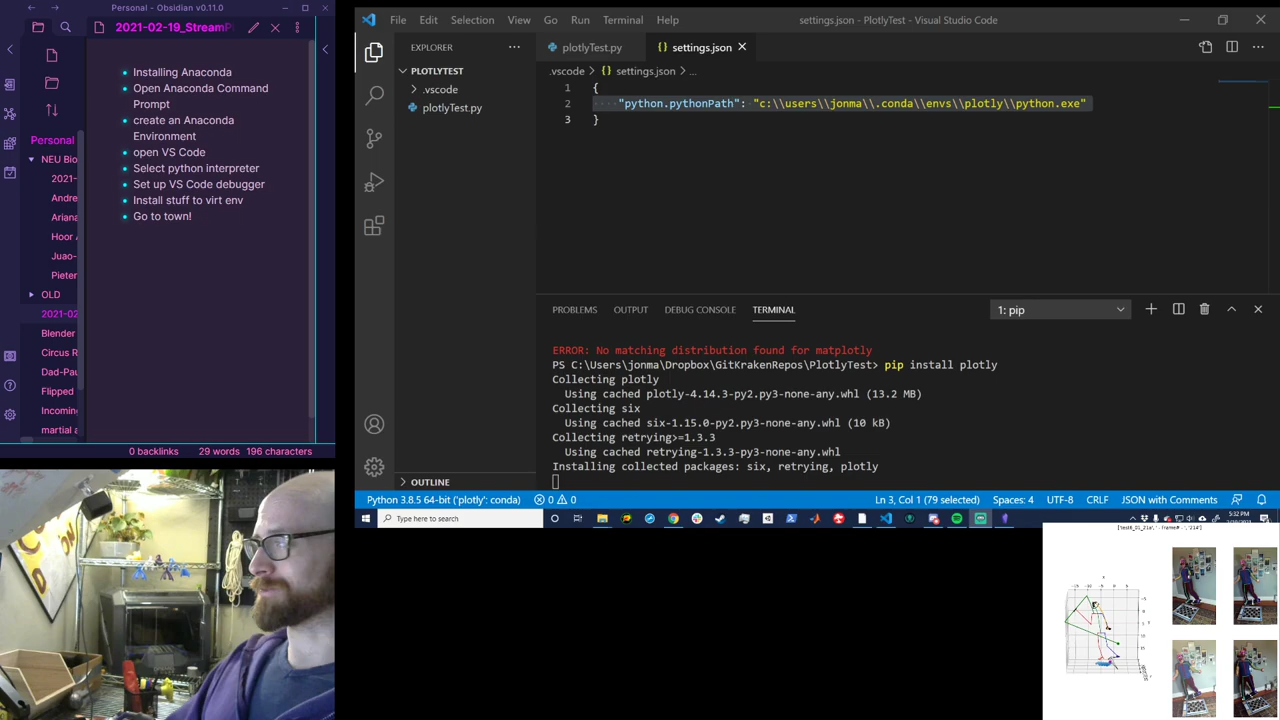 Personal - Obsidian v0.11.0
2021-02-19_StreamP
Installing Anaconda
Open Anaconda Command
Prompt
create an Anaconda
Environment
open VS Code
Select python interpreter
Set up VS Code debugger
Install stuff to virt env
Go to town!
Personal
NEU Bio
2021-
Andre
Ariana
Hoor
Juao-
Pieter
OLD
2021-02
Blender
Circus R
Dad-Pau
Flipped
Incoming
martial a
0 backlinks 29 words 196 characters
File Edit Selection View Go Run Terminal Help
settings.json - PlotlyTest - Visual Studio Code
EXPLORER
plotlyTest.py
{} settings.json
PLOTLYTEST
.vscode
plotlyTest.py
OUTLINE
.vscode > {} settings.json > ...
1 {
2 "python.pythonPath": "c:\\users\\jonma\\.conda\\envs\\plotly\\python.exe"
3 }
PROBLEMS OUTPUT DEBUG CONSOLE TERMINAL
1: pip
ERROR: No matching distribution found for matplotly
PS C:\Users\jonma\Dropbox\GitKrakenRepos\PlotlyTest> pip install plotly
Collecting plotly
Using cached plotly-4.14.3-py2.py3-none-any.whl (13.2 MB)
Collecting six
Using cached six-1.15.0-py2.py3-none-any.whl (10 kB)
Collecting retrying>=1.3.3
Using cached retrying-1.3.3-py3-none-any.whl
Installing collected packages: six, retrying, plotly
Python 3.8.5 64-bit ('plotly': conda) 0 0
Ln 3, Col 1 (79 selected) Spaces: 4 UTF-8 CRLF JSON with Comments
Type here to search
5:32 PM